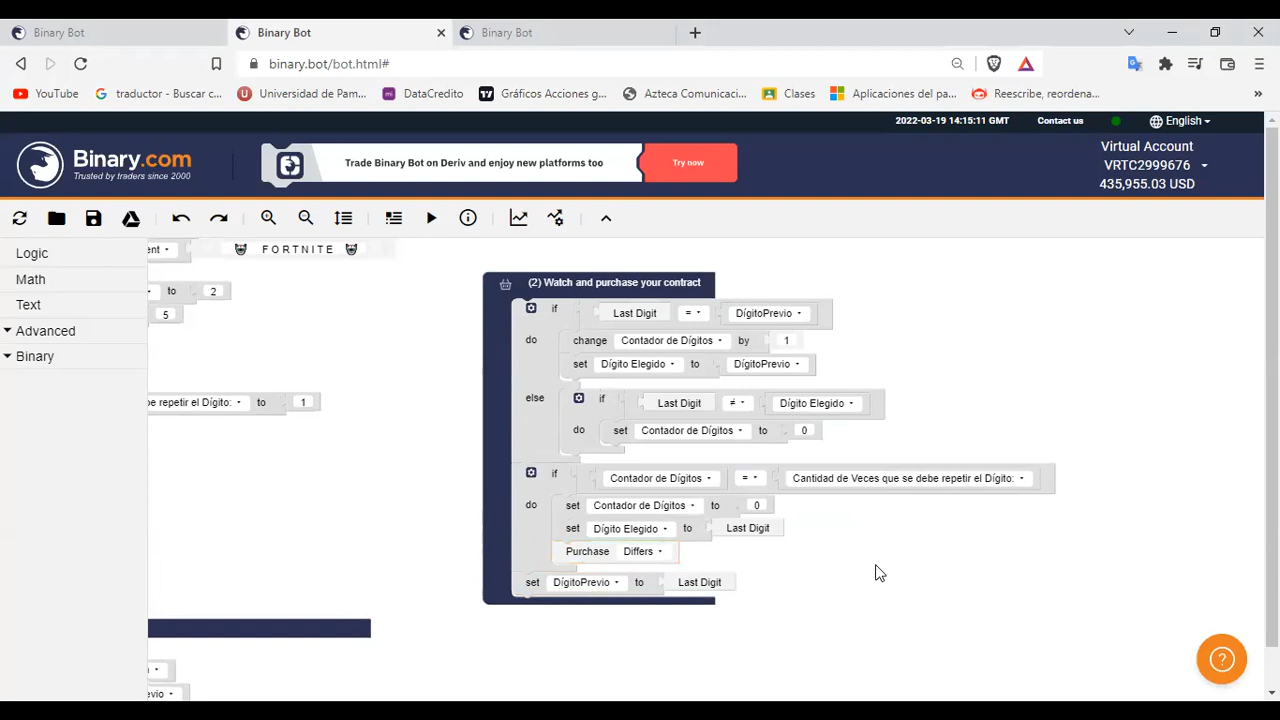 Binary Bot
Binary Bot
Binary Bot
binary.bot/bot.html#
YouTube
traductor - Buscar c...
Universidad de Pam...
DataCredito
Gráficos Acciones g...
Azteca Comunicaci...
Clases
Aplicaciones del pa...
Reescribe, reordena...
2022-03-19 14:15:11 GMT
Contact us
English
Binary.com
Trusted by traders since 2000
Trade Binary Bot on Deriv and enjoy new platforms too
Try now
Virtual Account
VRTC2999676
435,955.03 USD
Logic
Math
Text
Advanced
Binary
ent
FORTNITE
to 2
5
be repetir el Dígito: to 1
(2) Watch and purchase your contract
if Last Digit = DígitoPrevio
do change Contador de Dígitos by 1
set Dígito Elegido to DígitoPrevio
else if Last Digit ≠ Dígito Elegido
do set Contador de Dígitos to 0
if Contador de Dígitos = Cantidad de Veces que se debe repetir el Dígito:
do set Contador de Dígitos to 0
set Dígito Elegido to Last Digit
Purchase Differs
set DígitoPrevio to Last Digit
evio